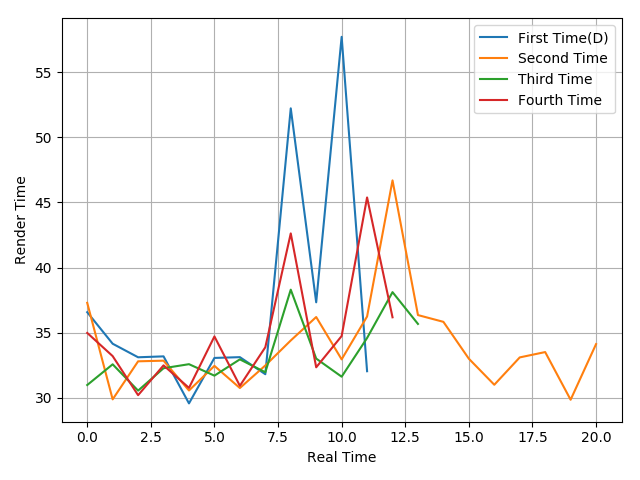 First Time(D)
Second Time
Third Time
Fourth Time
Render Time
55
50
45
40
35
30
0.0 2.5 5.0 7.5 10.0 12.5 15.0 17.5 20.0
Real Time